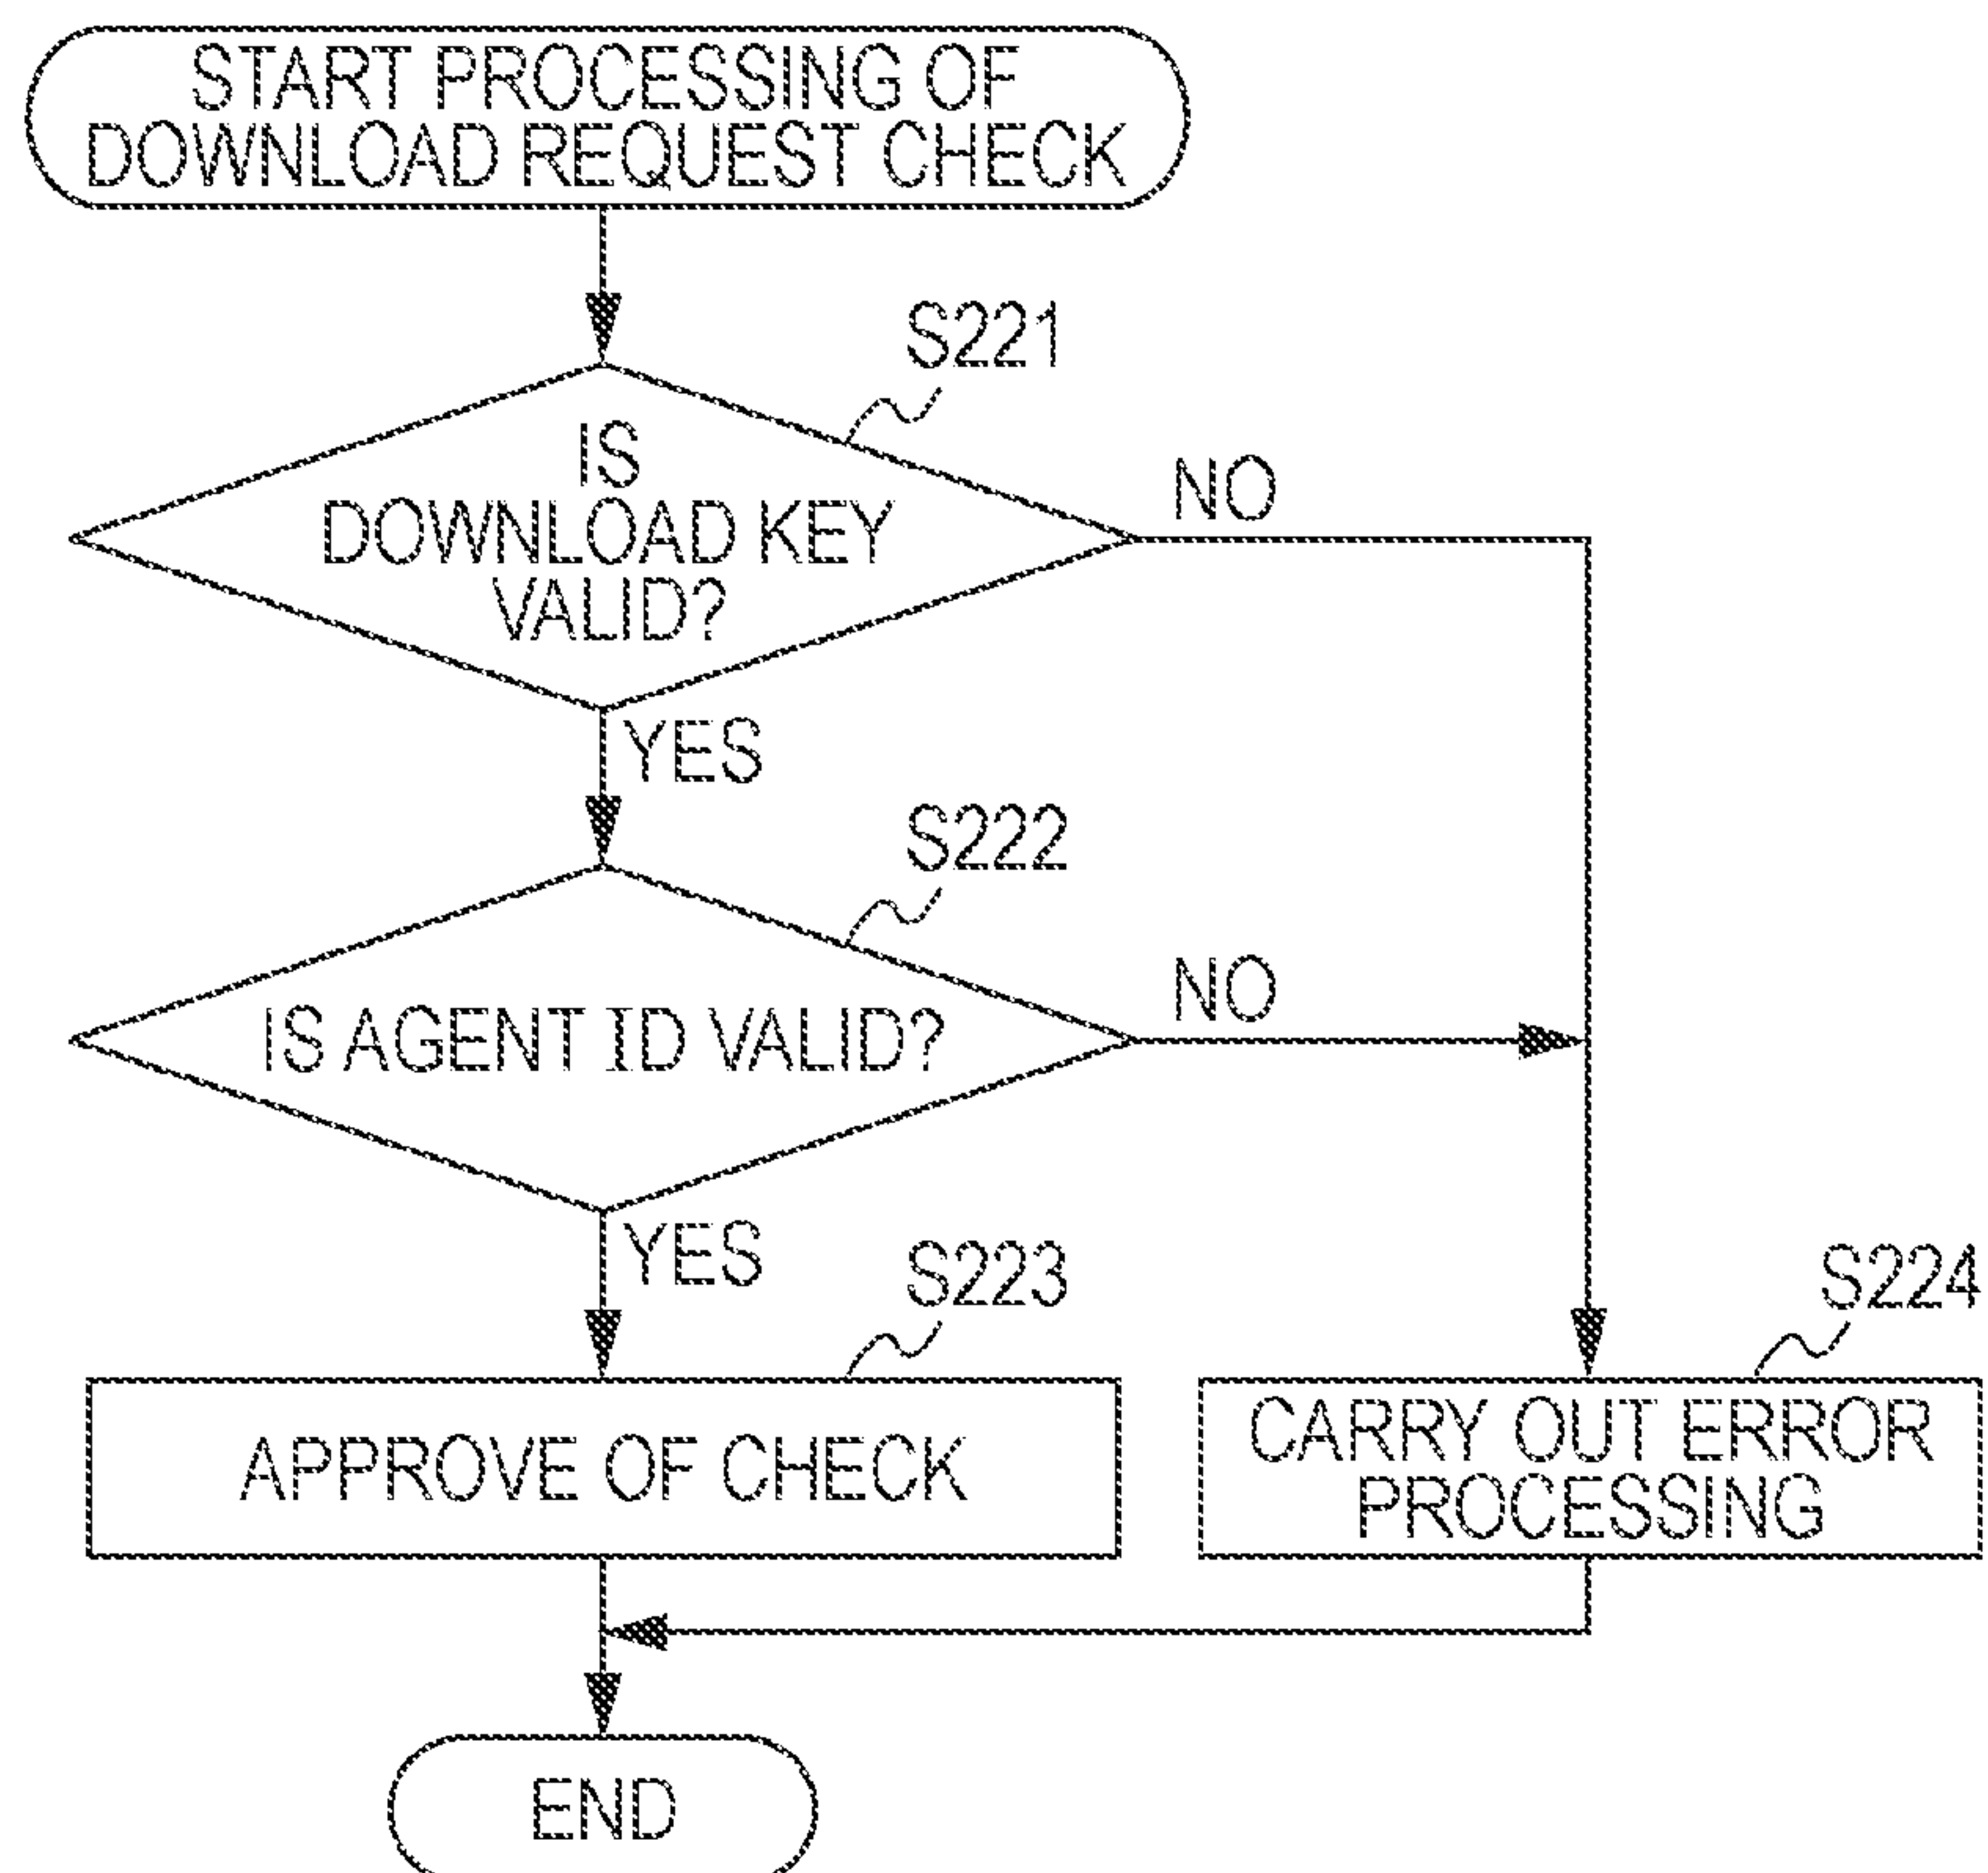 START PROCESSING OF
DOWNLOAD REQUEST CHECK
S221
IS
DOWNLOAD KEY
VALID?
NO
YES
S222
IS AGENT ID VALID?
NO
YES
S223
S224
APPROVE OF CHECK
CARRY OUT ERROR
PROCESSING
END